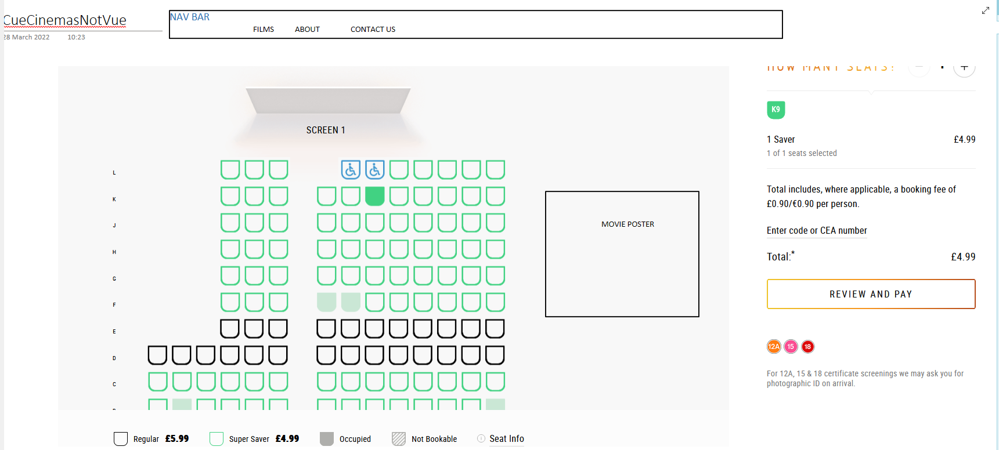 CueCinemasNotVue
28 March 2022 10:23
NAV BAR
FILMS ABOUT CONTACT US
HOW MANY SEATS?
K9
1 Saver £4.99
1 of 1 seats selected
Total includes, where applicable, a booking fee of
£0.90/€0.90 per person.
Enter code or CEA number
Total:* £4.99
REVIEW AND PAY
12A 15 18
For 12A, 15 & 18 certificate screenings we may ask you for
photographic ID on arrival.
SCREEN 1
L
K
J
H
G
F
E
D
C
MOVIE POSTER
Regular £5.99 Super Saver £4.99 Occupied Not Bookable Seat Info